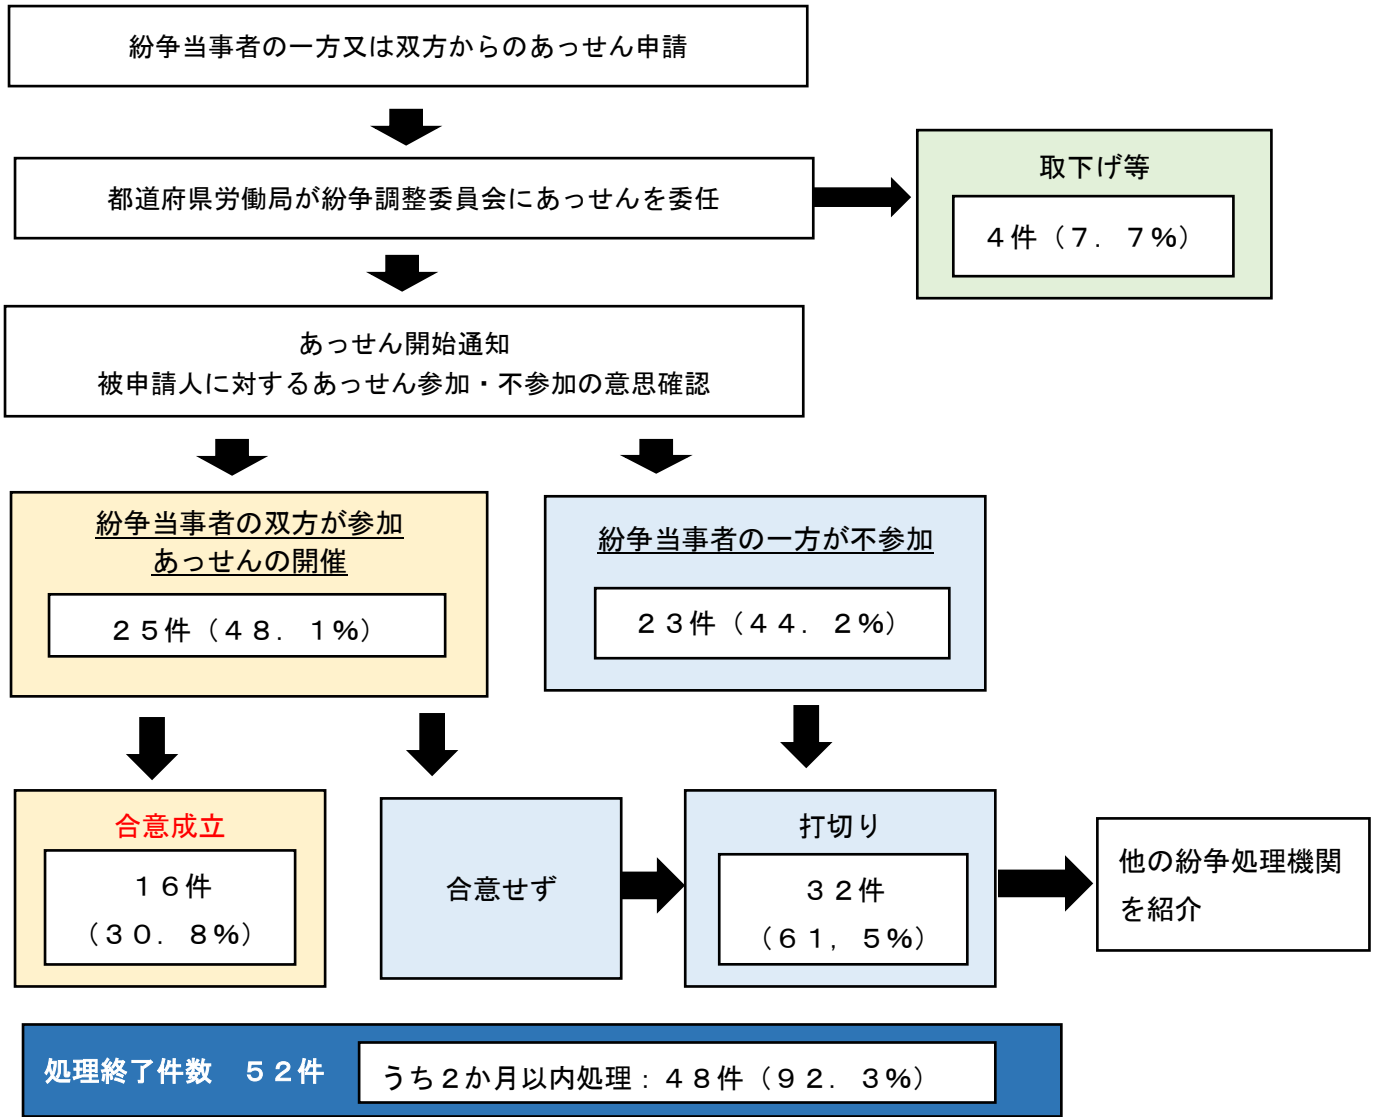 紛争当事者の一方又は双方からのあっせん申請
都道府県労働局が紛争調整委員会にあっせんを委任
取下げ等
４件（７．７%）
あっせん開始通知
被申請人に対するあっせん参加・不参加の意思確認
紛争当事者の双方が参加
あっせんの開催
２５件（４８．１%）
紛争当事者の一方が不参加
２３件（４４．２%）
合意成立
１６件
（３０．８%）
合意せず
打切り
３２件
（６１，５%）
他の紛争処理機関
を紹介
処理終了件数　５２件
うち２か月以内処理：４８件（９２．３%）